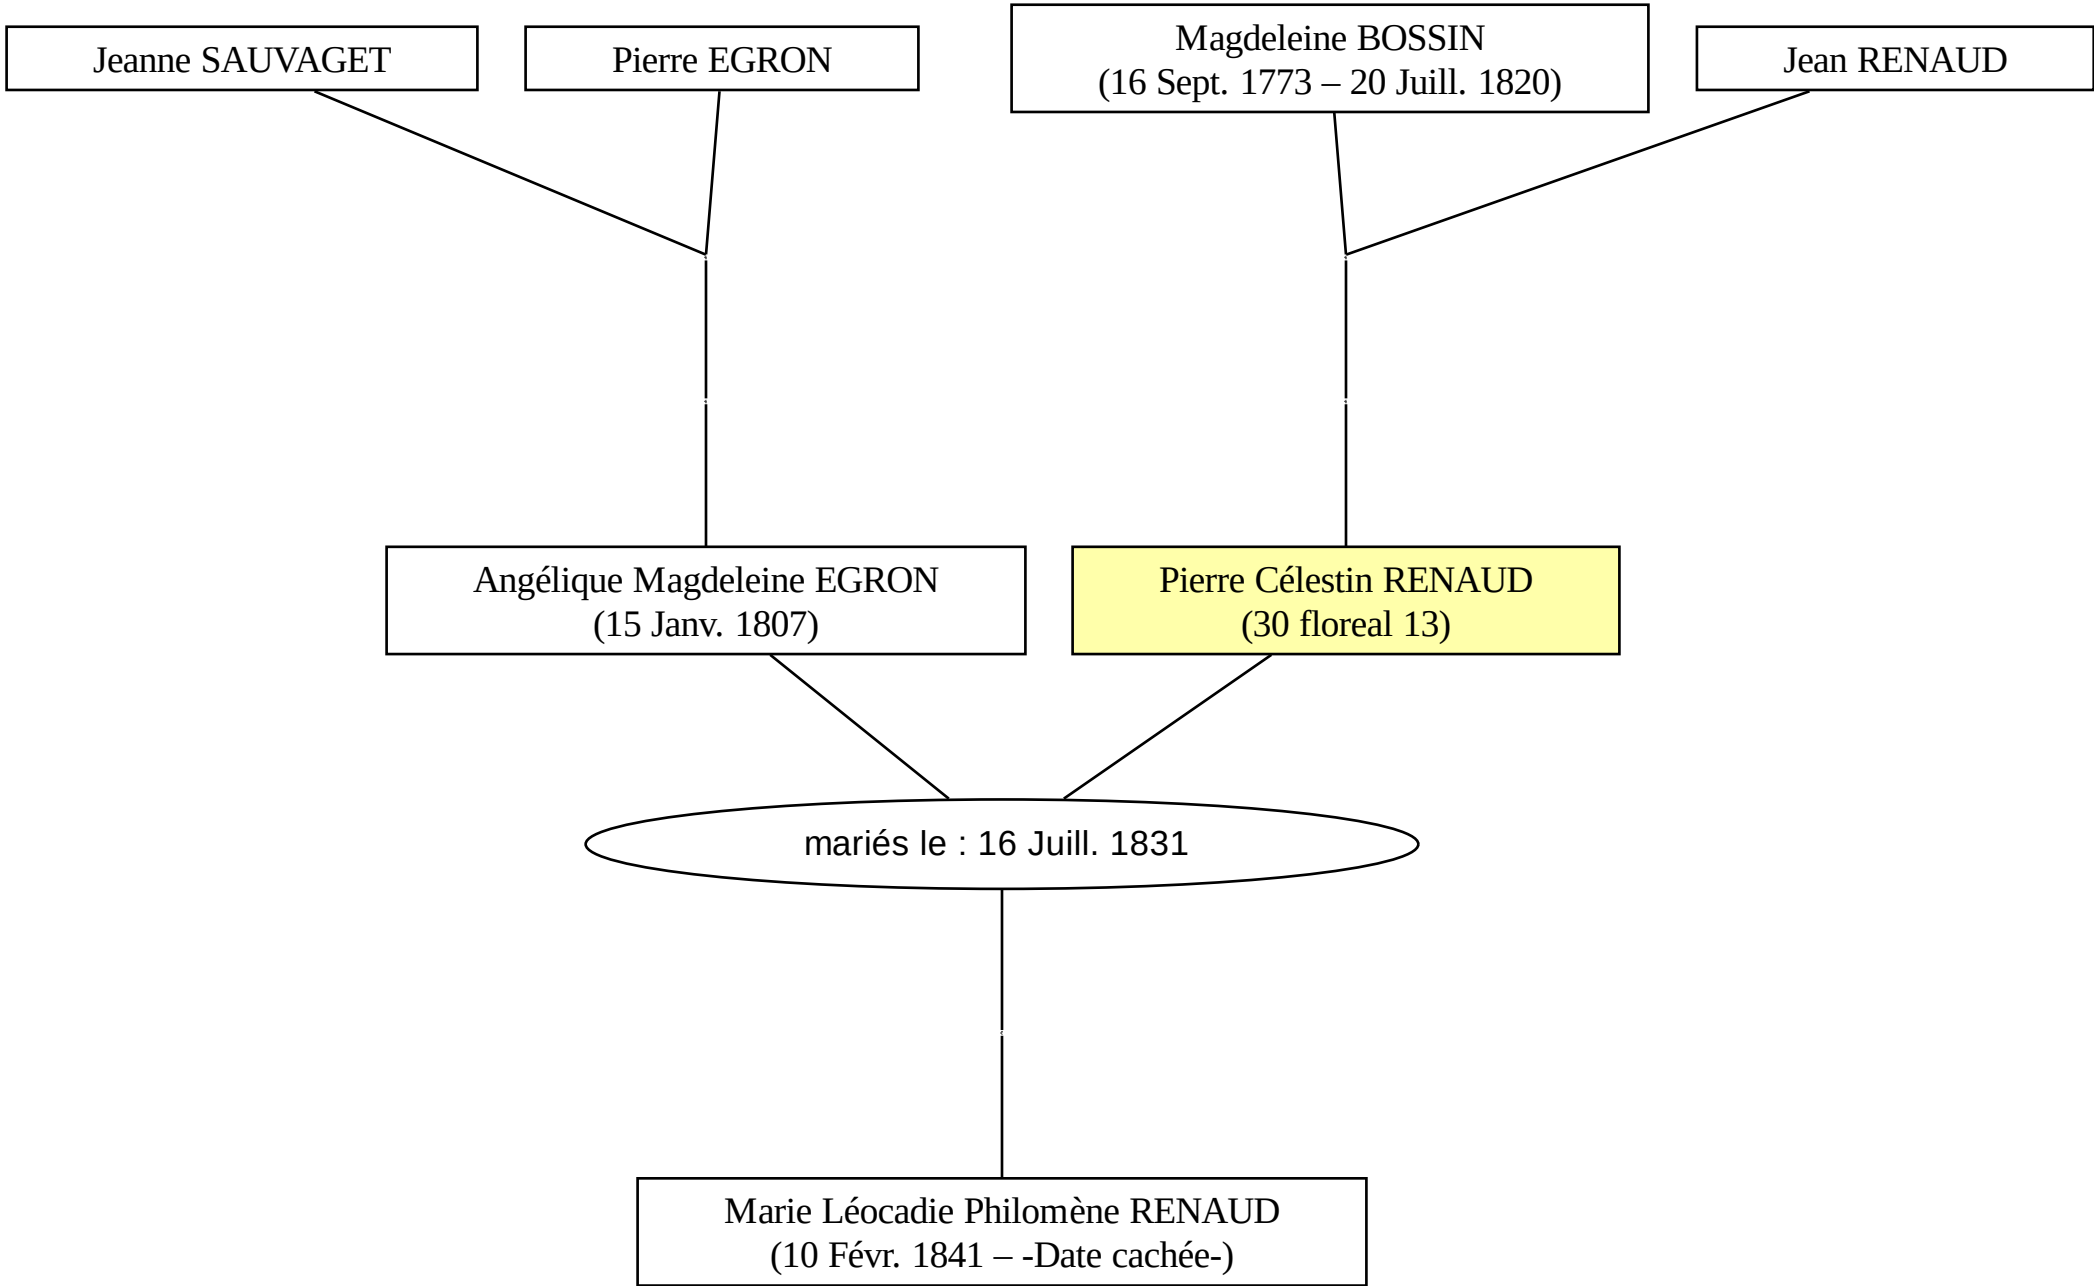 Jeanne SAUVAGET
Pierre EGRON
Magdeleine BOSSIN
(16 Sept. 1773 – 20 Juill. 1820)
Jean RENAUD
Angélique Magdeleine EGRON
(15 Janv. 1807)
Pierre Célestin RENAUD
(30 floreal 13)
mariés le : 16 Juill. 1831
Marie Léocadie Philomène RENAUD
(10 Févr. 1841 – -Date cachée-)